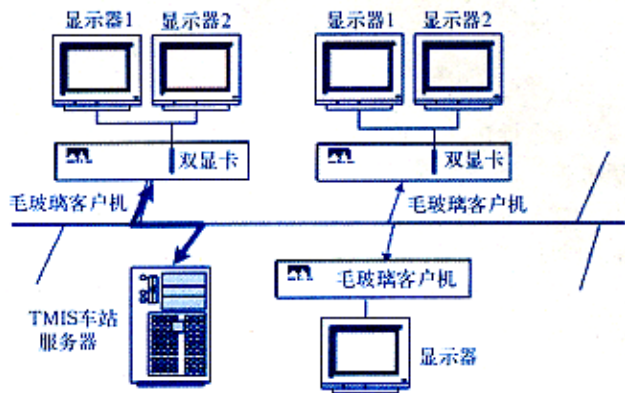 显示器1 显示器2 显示器1 显示器2
双显卡 双显卡
毛玻璃客户机 毛玻璃客户机
毛玻璃客户机
TMIS车站
服务器
显示器